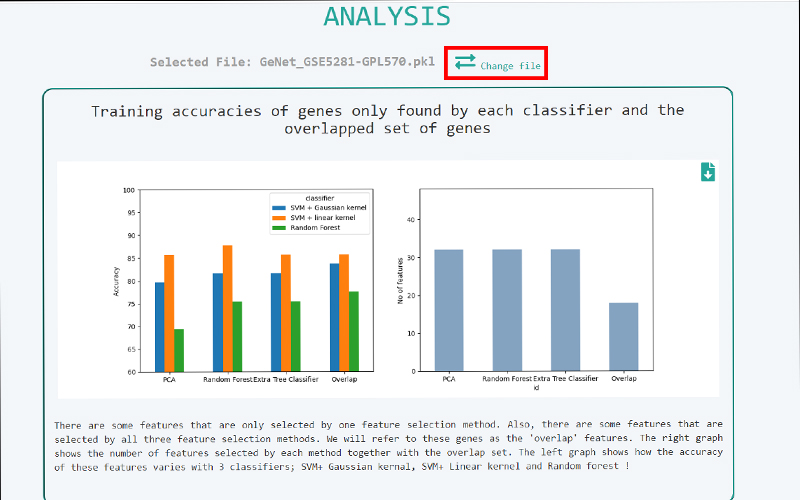 ANALYSIS
Selected File: GeNet_GSE5281-GPL570.pkl Change file
Training accuracies of genes only found by each classifier and the
overlapped set of genes
100
95
90
85
80
75
70
65
60
Accuracy
classifier
SVM + Gaussian kernel
SVM + linear kernel
Random Forest
PCA Random Forest Extra Tree Classifier Overlap
40
30
20
10
0
No of features
PCA Random Forest Extra Tree Classifier Overlap
id
There are some features that are only selected by one feature selection method. Also, there are some features that are
selected by all three feature selection methods. We will refer to these genes as the 'overlap' features. The right graph
shows the number of features selected by each method together with the overlap set. The left graph shows how the accuracy
of these features varies with 3 classifiers; SVM+ Gaussian kernal, SVM+ Linear kernel and Random forest !